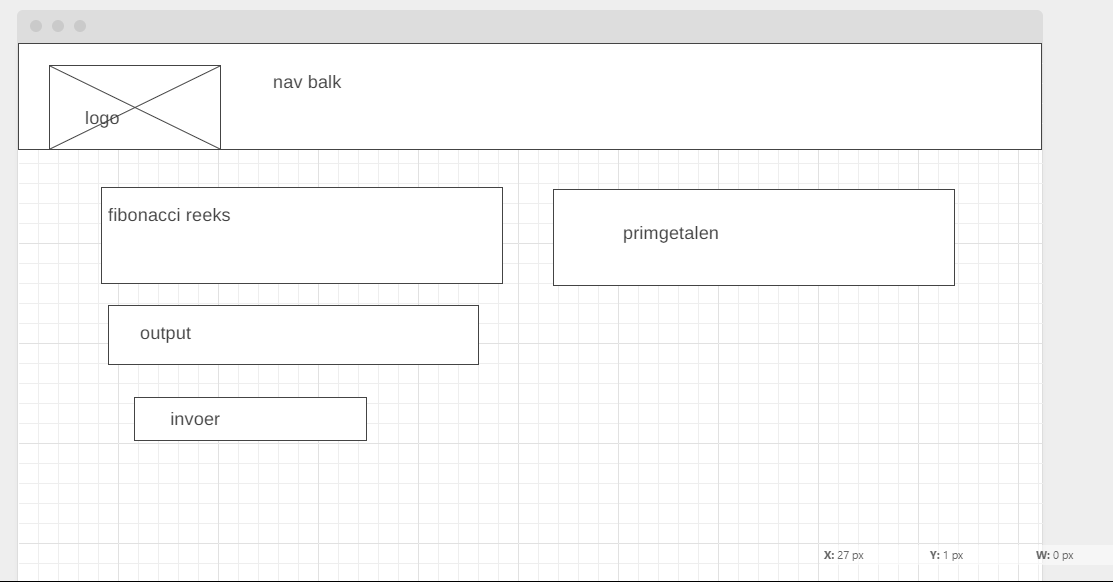 nav balk
logo
fibonacci reeks
primgetalen
output
invoer
X: 27 px Y: 1 px W: 0 px